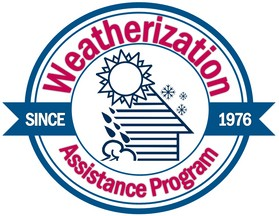 Weatherization
SINCE 1976
Assistance Program